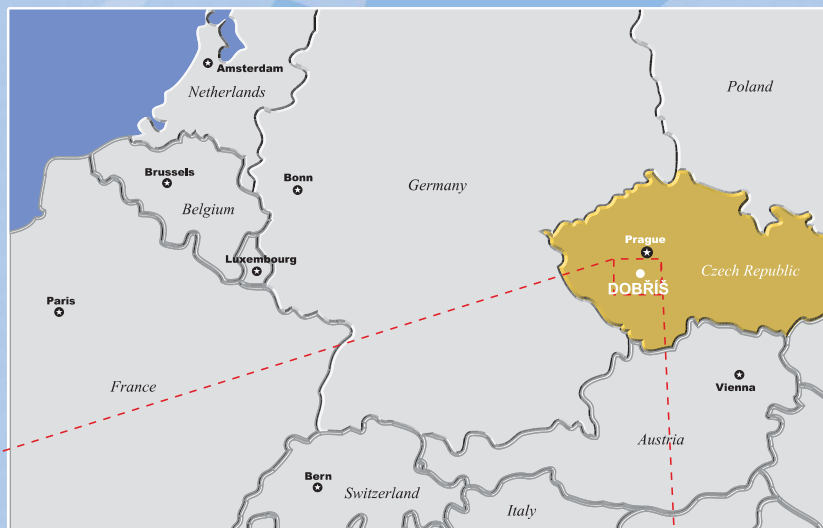 Amsterdam
Netherlands
Poland
Brussels
Bonn
Germany
Belgium
Prague
Luxembourg
Czech Republic
DOBŘÍŠ
Paris
France
Vienna
Austria
Bern
Switzerland
Italy